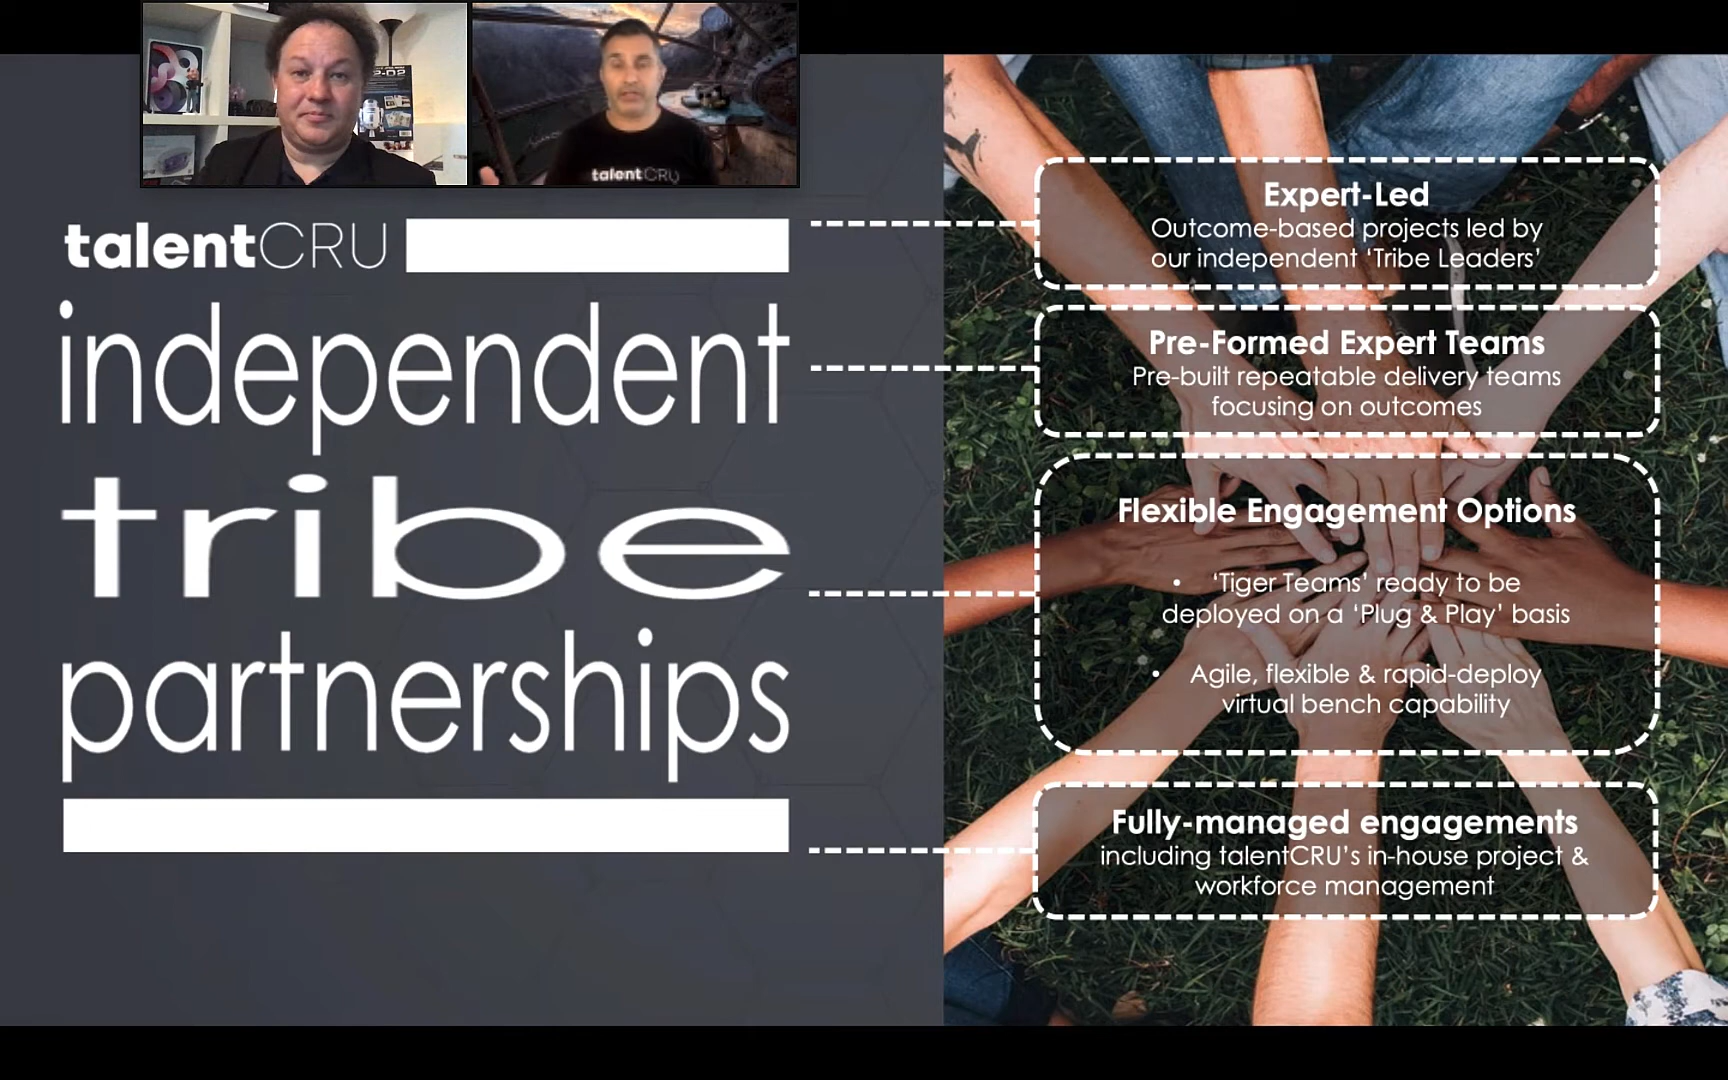 2-D2
talentCRU
talentCRU
independent
tribe
partnerships
Expert-Led
Outcome-based projects led by
our independent ‘Tribe Leaders’
Pre-Formed Expert Teams
Pre-built repeatable delivery teams
focusing on outcomes
Flexible Engagement Options
• ‘Tiger Teams’ ready to be
deployed on a ‘Plug & Play’ basis
• Agile, flexible & rapid-deploy
virtual bench capability
Fully-managed engagements
including talentCRU’s in-house project &
workforce management